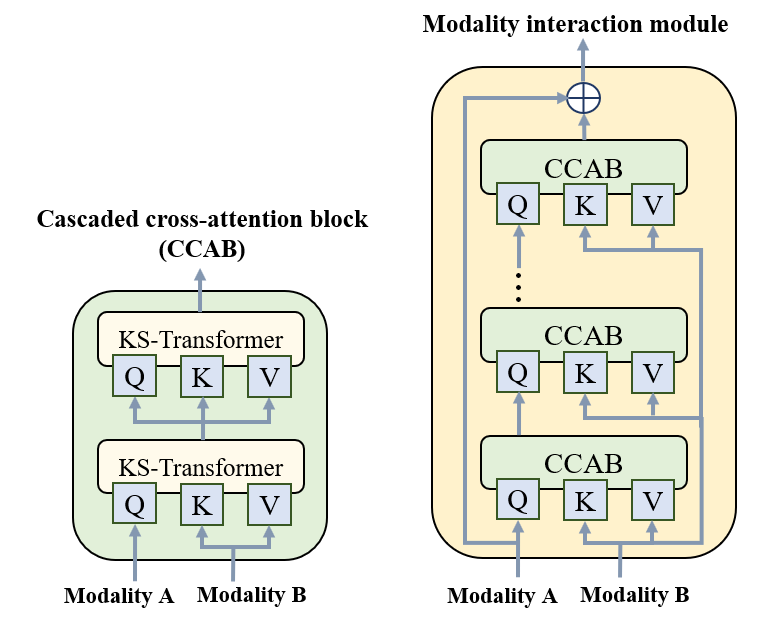 Cascaded cross-attention block
(CCAB)
KS-Transformer
Q K V
KS-Transformer
Q K V
Modality A Modality B
Modality interaction module
CCAB
Q K V
CCAB
Q K V
CCAB
Q K V
Modality A Modality B